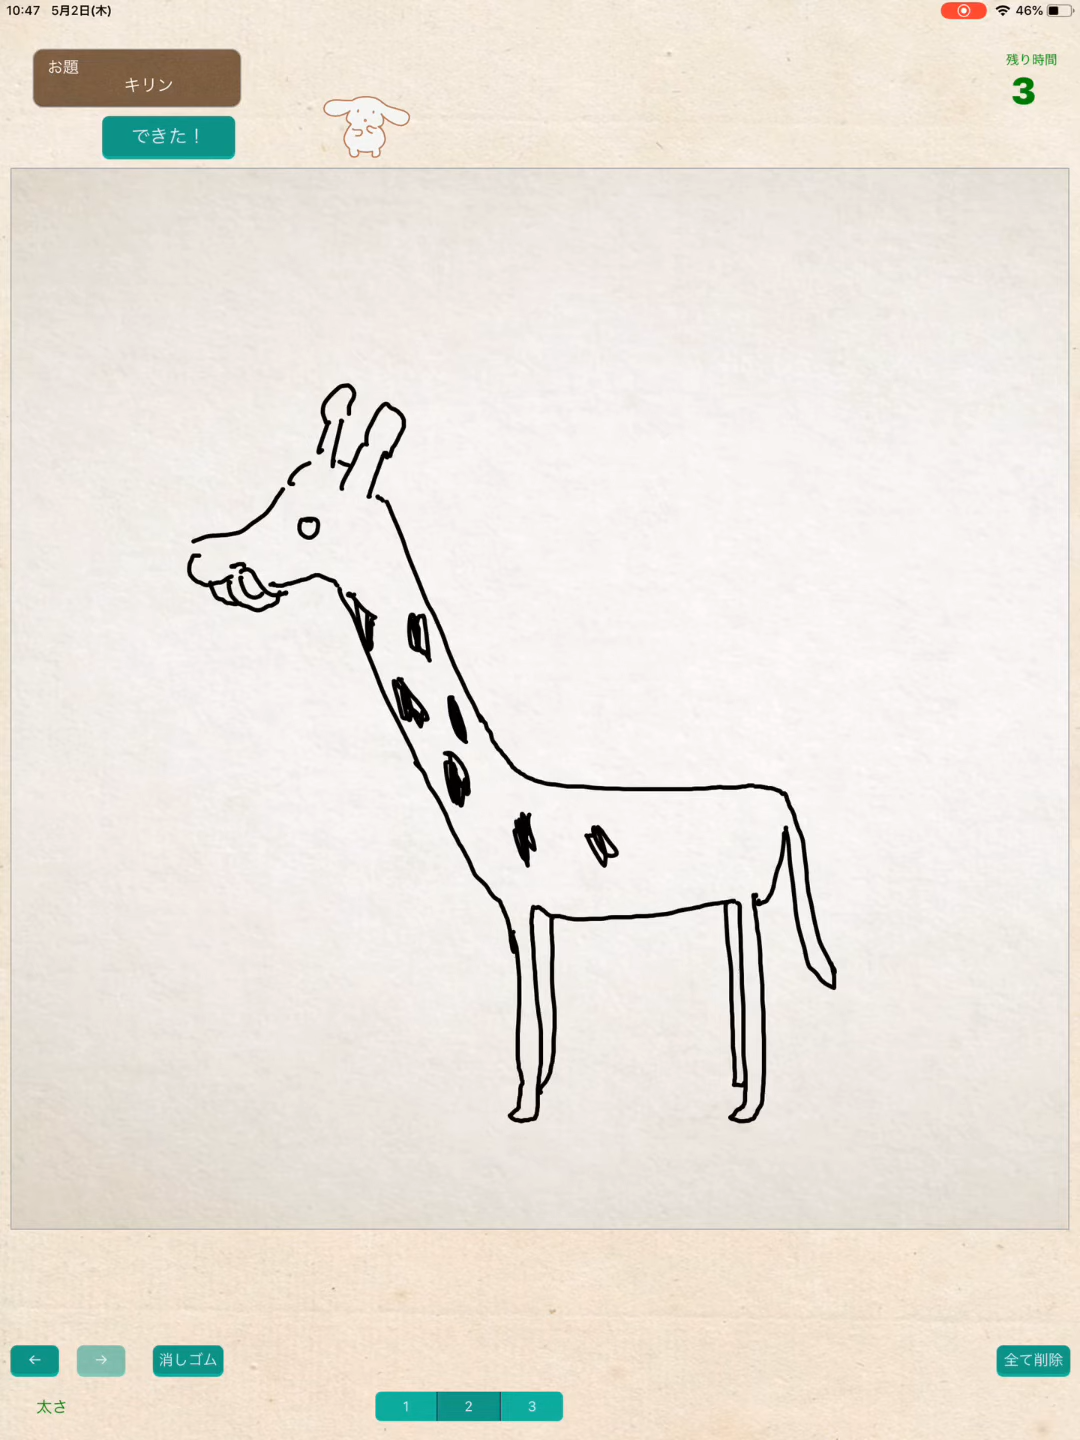 10:47 5月2日(木)
46%
お題
キリン
残り時間
3
できた！
← → 消しゴム 全て削除
太さ 1 2 3